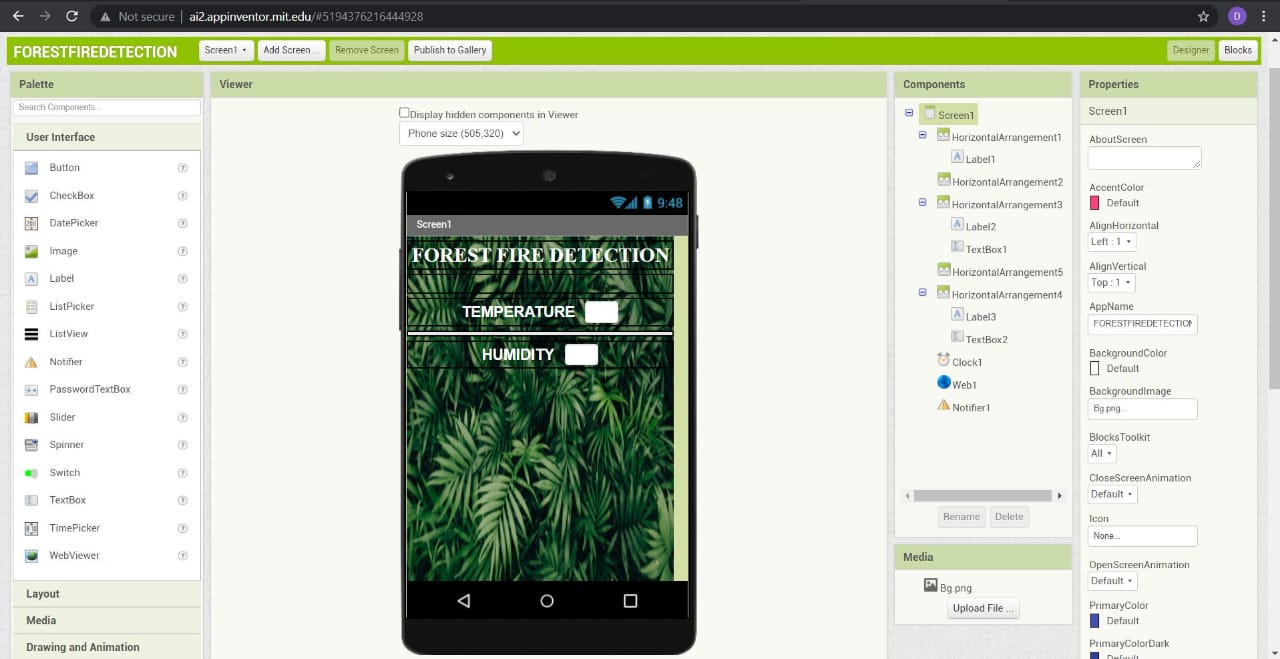 Not secure | ai2.appinventor.mit.edu/#5194376216444928
D
FORESTFIREDETECTION
Screen1
Add Screen ...
Remove Screen
Publish to Gallery
Designer
Blocks
Palette
Search Components...
User Interface
Button
CheckBox
DatePicker
Image
Label
ListPicker
ListView
Notifier
PasswordTextBox
Slider
Spinner
Switch
TextBox
TimePicker
WebViewer
Layout
Media
Drawing and Animation
Viewer
Display hidden components in Viewer
Phone size (505,320)
9:48
Screen1
FOREST FIRE DETECTION
TEMPERATURE
HUMIDITY
Components
Screen1
HorizontalArrangement1
Label1
HorizontalArrangement2
HorizontalArrangement3
Label2
TextBox1
HorizontalArrangement5
HorizontalArrangement4
Label3
TextBox2
Clock1
Web1
Notifier1
Rename
Delete
Media
Bg.png
Upload File ...
Properties
Screen1
AboutScreen
AccentColor
Default
AlignHorizontal
Left : 1
AlignVertical
Top : 1
AppName
FORESTFIREDETECTION
BackgroundColor
Default
BackgroundImage
Bg.png...
BlocksToolkit
All
CloseScreenAnimation
Default
Icon
None...
OpenScreenAnimation
Default
PrimaryColor
Default
PrimaryColorDark
Default